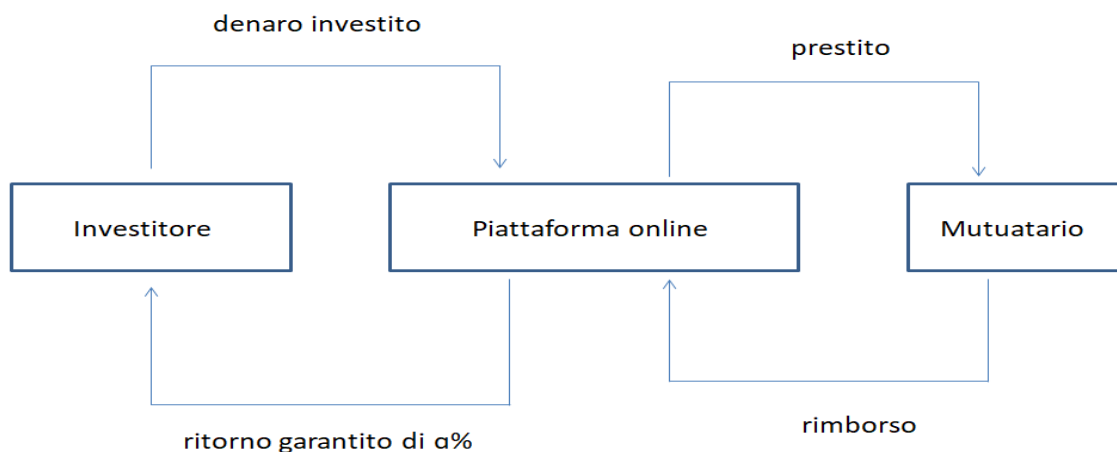 denaro investito
prestito
Investitore
Piattaforma online
Mutuatario
ritorno garantito di α%
rimborso